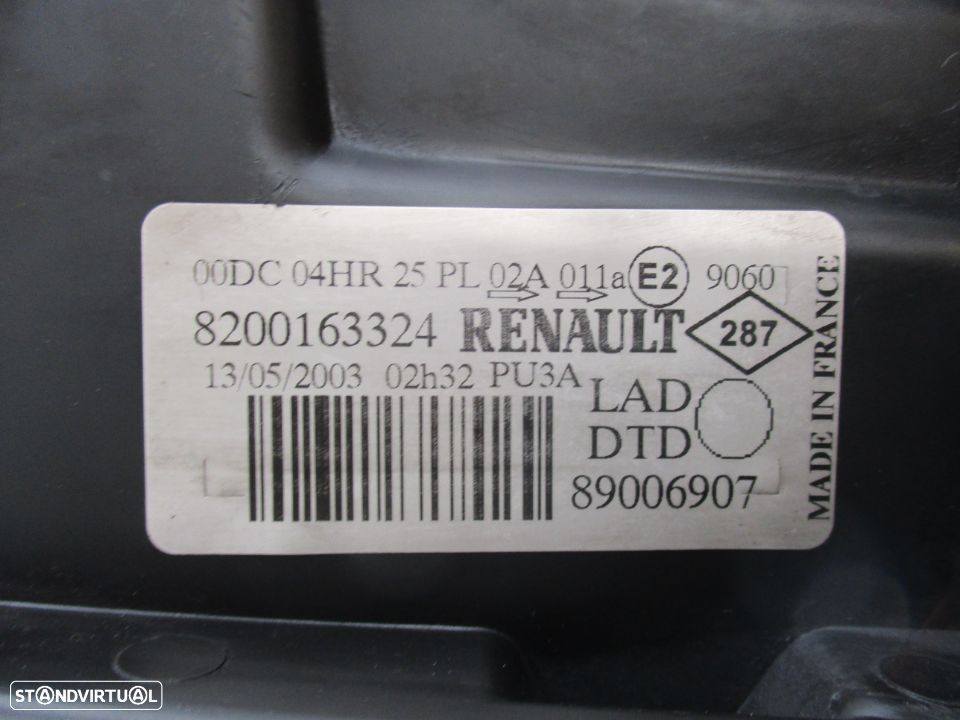 00DC 04HR 25 PL 02A 011a E2 9060
8200163324 RENAULT 287
13/05/2003 02h32 PU3A
LAD
DTD
89006907
MADE IN FRANCE
STANDVIRTUAL